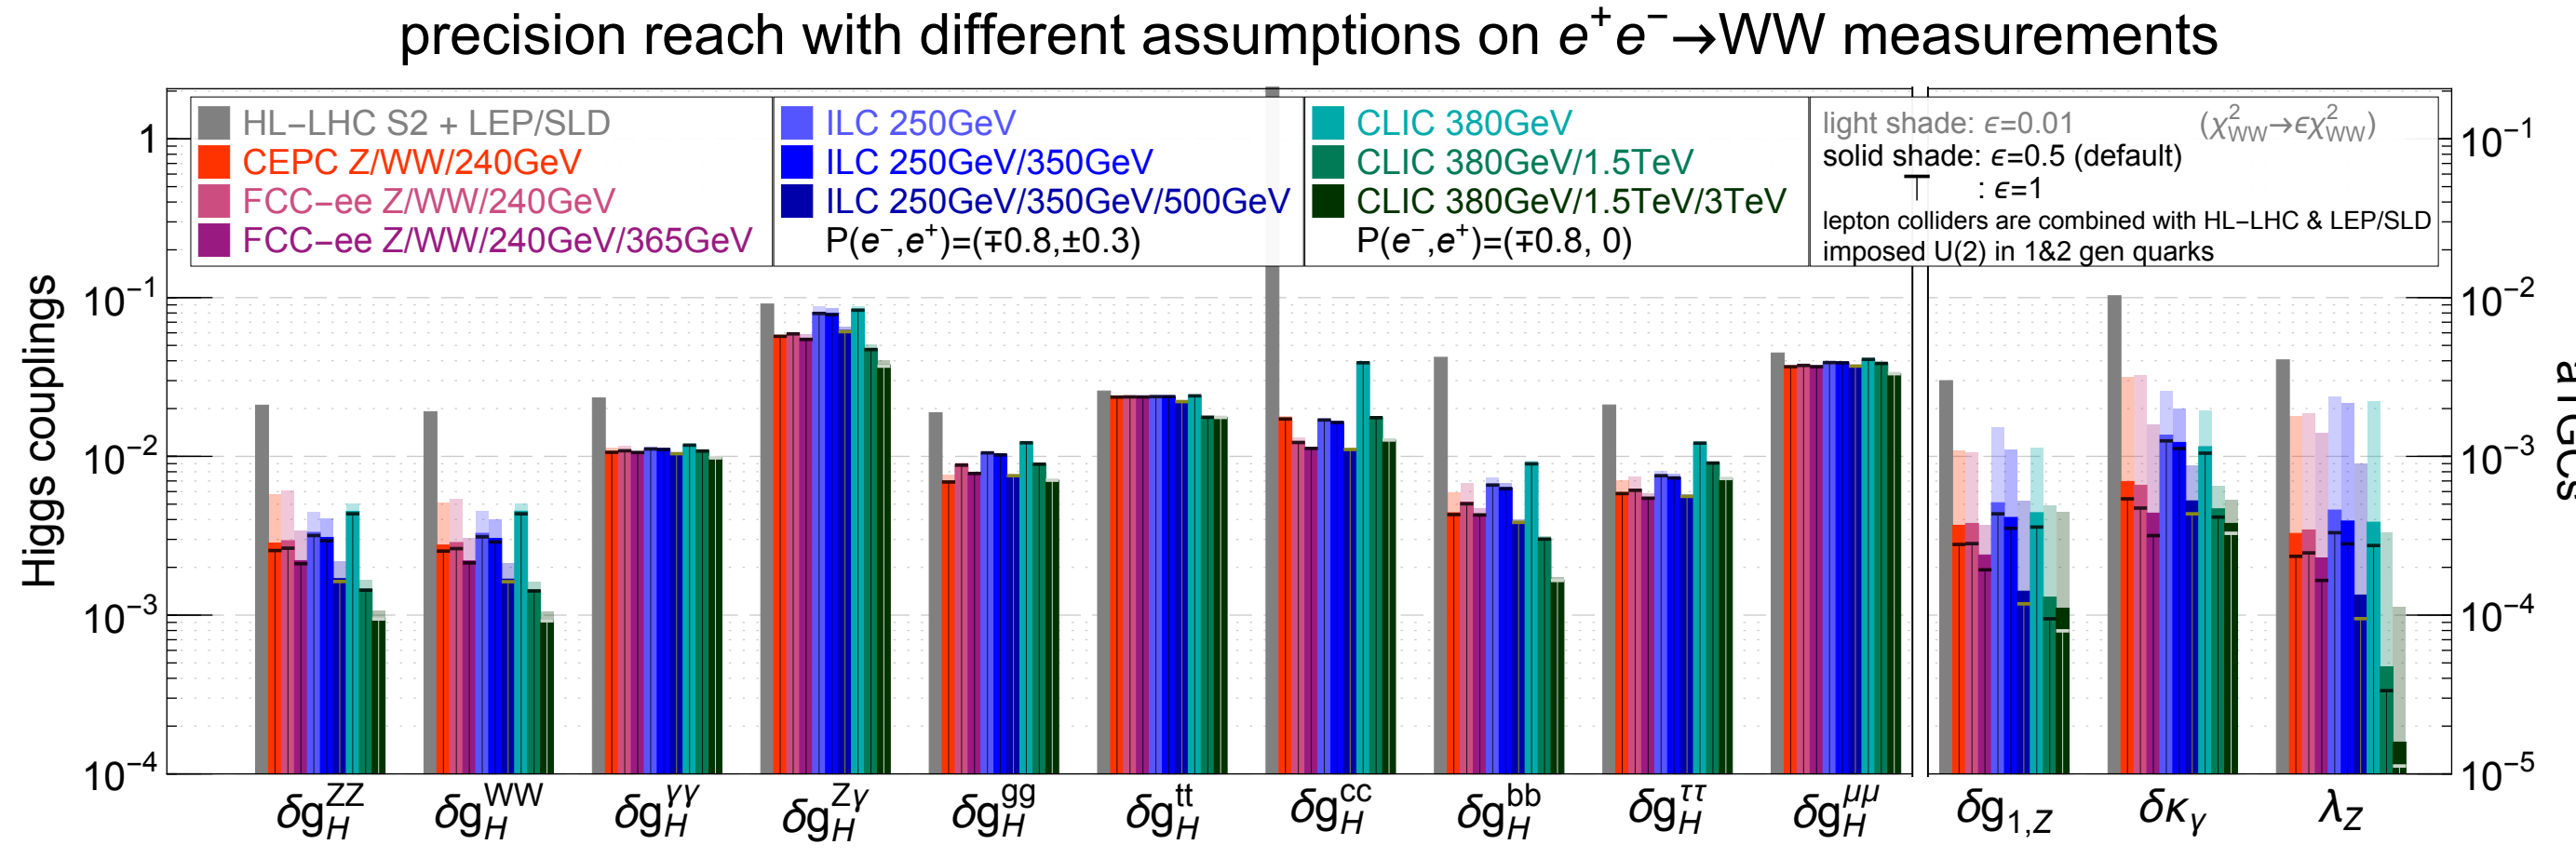 precision reach with different assumptions on e⁺e⁻→WW measurements
HL−LHC S2 + LEP/SLD
CEPC Z/WW/240GeV
FCC−ee Z/WW/240GeV
FCC−ee Z/WW/240GeV/365GeV
ILC 250GeV
ILC 250GeV/350GeV
ILC 250GeV/350GeV/500GeV
P(e⁻,e⁺)=(∓0.8,±0.3)
CLIC 380GeV
CLIC 380GeV/1.5TeV
CLIC 380GeV/1.5TeV/3TeV
P(e⁻,e⁺)=(∓0.8, 0)
light shade: ϵ=0.01 (χ²_WW→ϵχ²_WW)
solid shade: ϵ=0.5 (default)
: ϵ=1
lepton colliders are combined with HL−LHC & LEP/SLD
imposed U(2) in 1&2 gen quarks
Higgs couplings
1
10⁻¹
10⁻²
10⁻³
10⁻⁴
10⁻¹
10⁻²
10⁻³
10⁻⁴
10⁻⁵
aTGCs
δg_H^ZZ δg_H^WW δg_H^γγ δg_H^Zγ δg_H^gg δg_H^tt δg_H^cc δg_H^bb δg_H^ττ δg_H^μμ δg_1,Z δκ_γ λ_Z